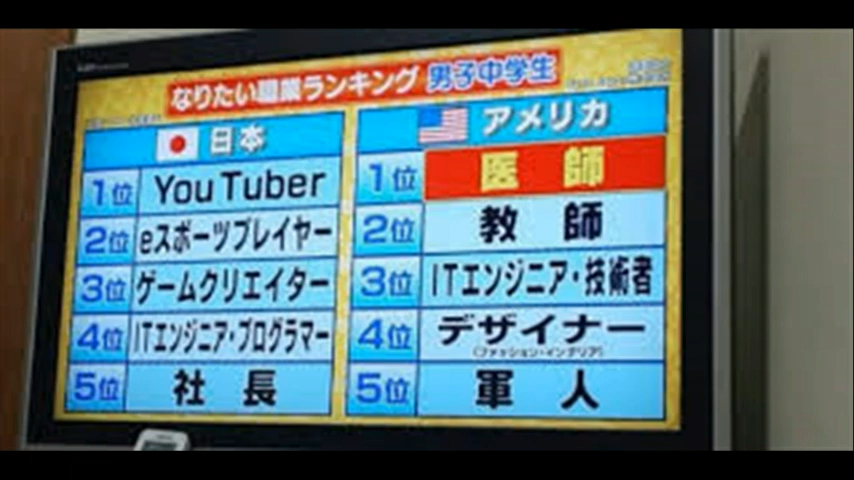 なりたい職業ランキング 男子中学生
日本
1位 YouTuber
2位 eスポーツプレイヤー
3位 ゲームクリエイター
4位 ITエンジニア・プログラマー
5位 社長
アメリカ
1位 医師
2位 教師
3位 ITエンジニア・技術者
4位 デザイナー
(ファッション・インテリア)
5位 軍人